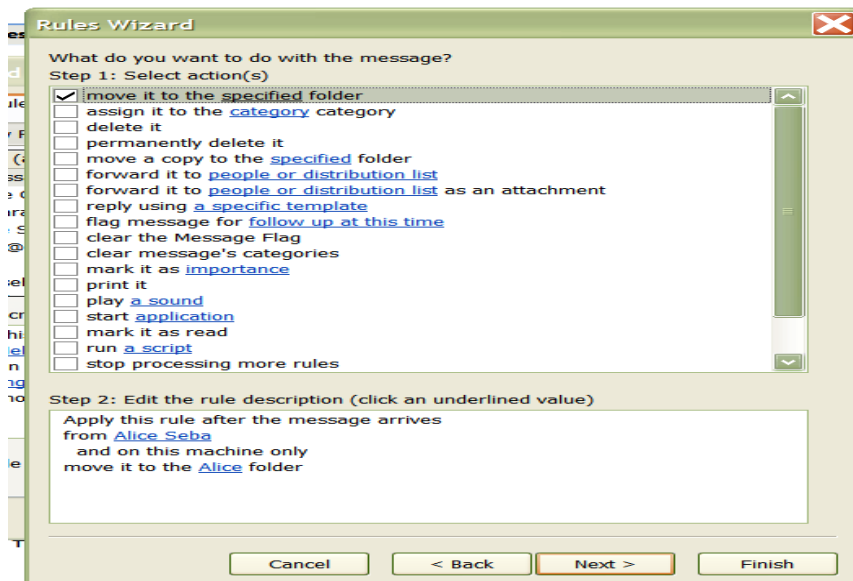 Rules Wizard
What do you want to do with the message?
Step 1: Select action(s)
move it to the specified folder
assign it to the category category
delete it
permanently delete it
move a copy to the specified folder
forward it to people or distribution list
forward it to people or distribution list as an attachment
reply using a specific template
flag message for follow up at this time
clear the Message Flag
clear message's categories
mark it as importance
print it
play a sound
start application
mark it as read
run a script
stop processing more rules
Step 2: Edit the rule description (click an underlined value)
Apply this rule after the message arrives
from Alice Seba
and on this machine only
move it to the Alice folder
Cancel
< Back
Next >
Finish